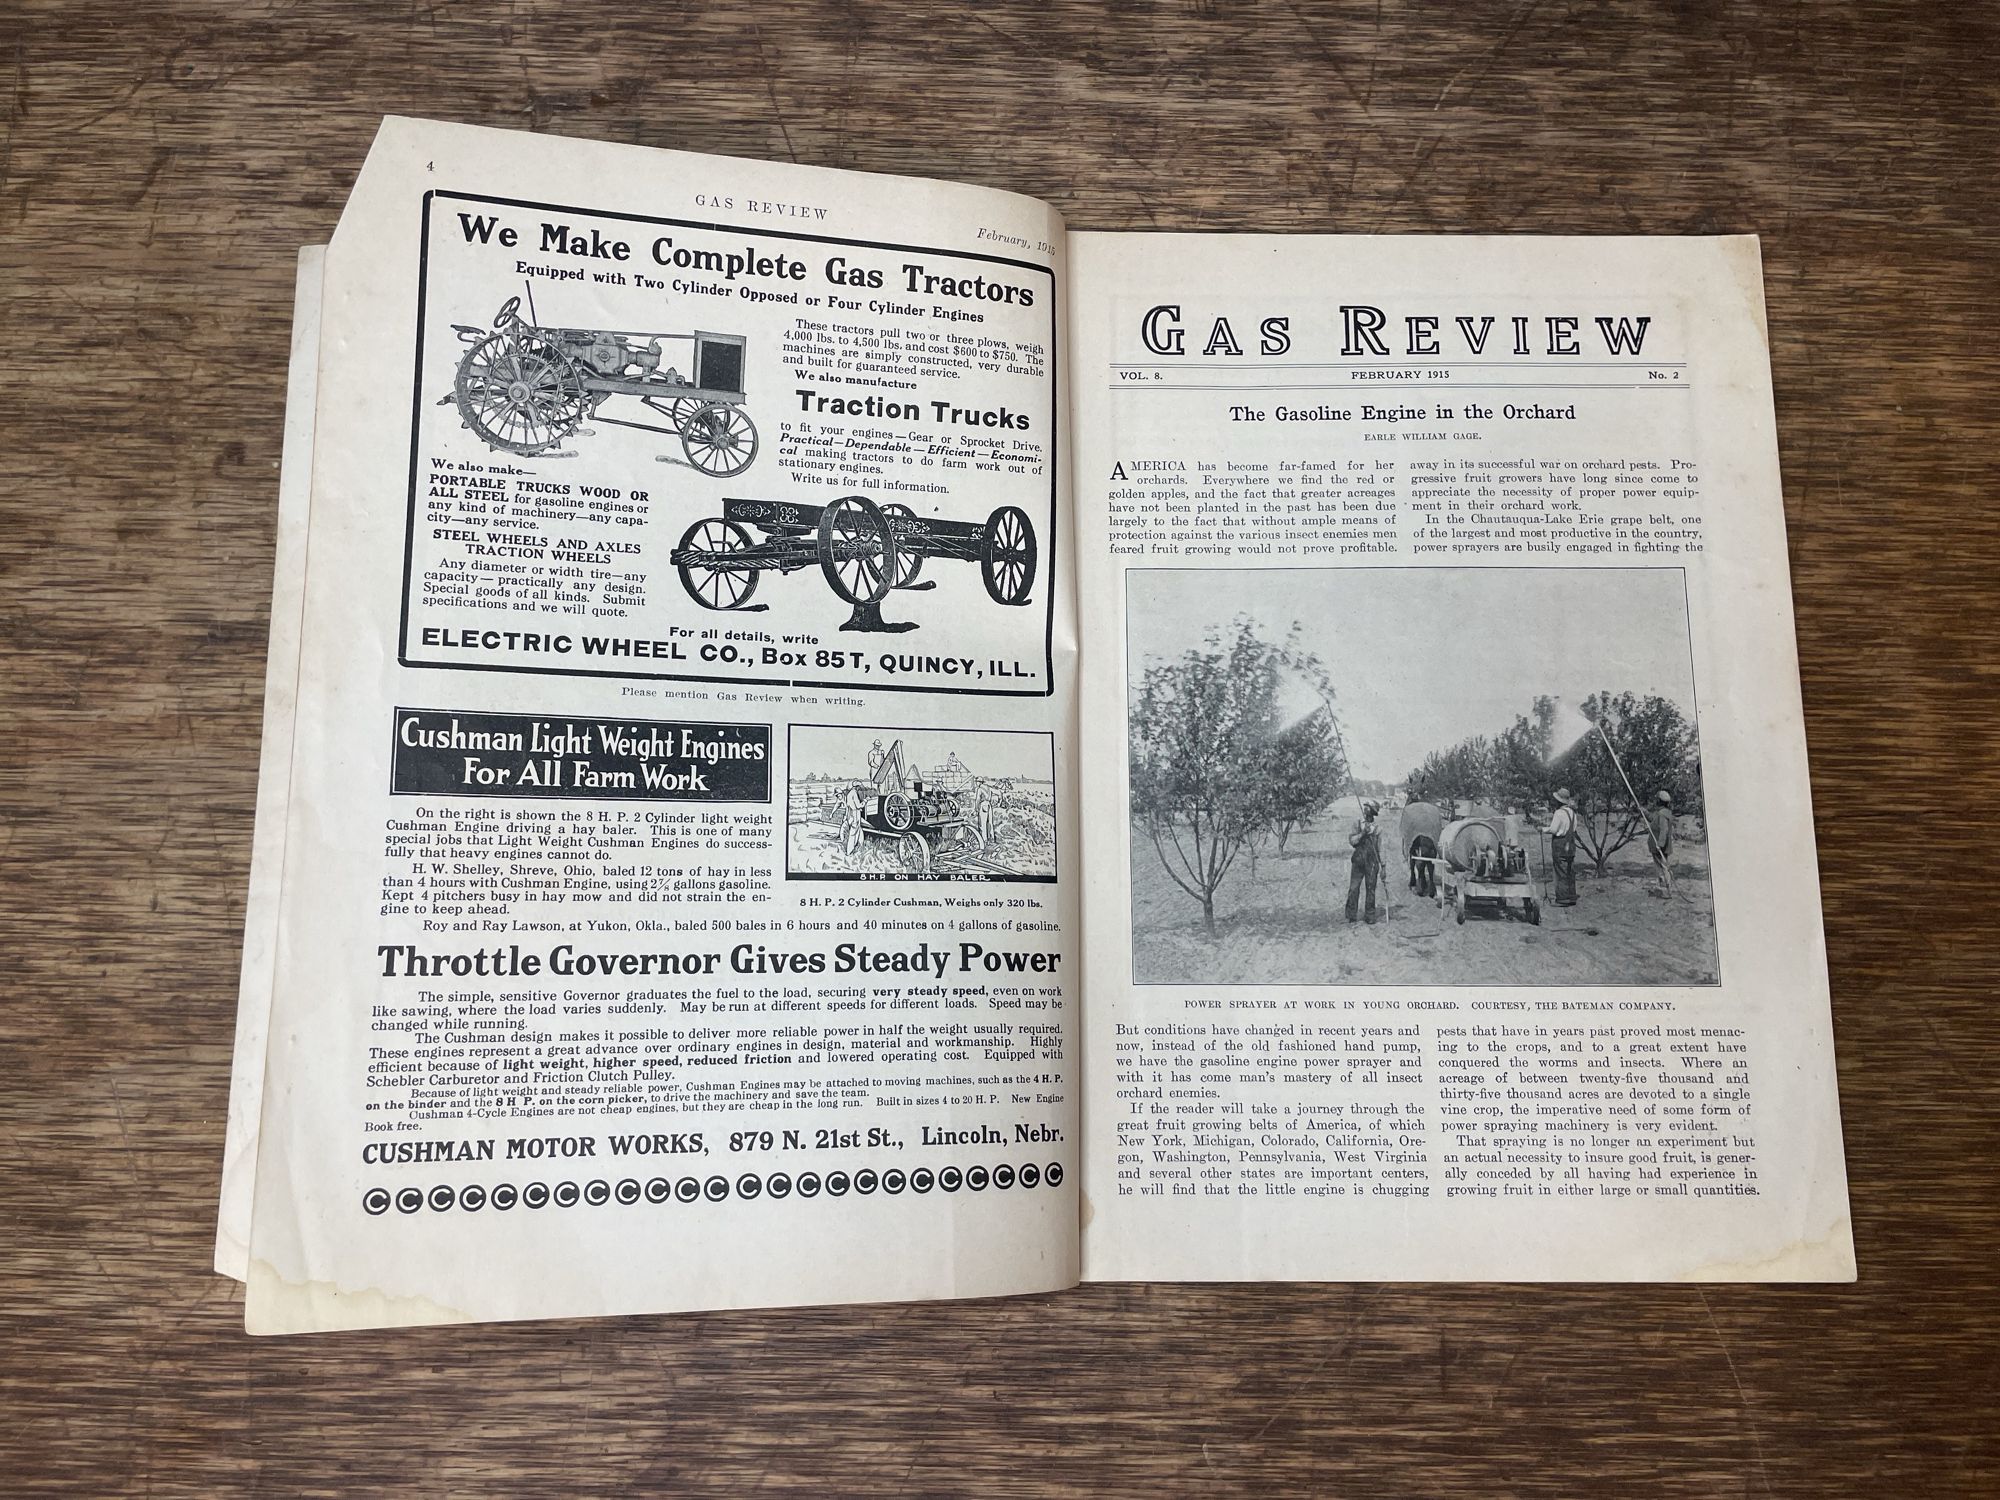 4
GAS REVIEW
February, 1915
We Make Complete Gas Tractors
Equipped with Two Cylinder Opposed or Four Cylinder Engines
These tractors pull two or three plows, weigh
4,000 lbs. to 4,500 lbs. and cost $600 to $750. The
machines are simply constructed, very durable
and built for guaranteed service.
We also manufacture
Traction Trucks
to fit your engines—Gear or Sprocket Drive.
Practical—Dependable—Efficient—Economi-
cal making tractors to do farm work out of
stationary engines.
Write us for full information.
We also make—
PORTABLE TRUCKS WOOD OR
ALL STEEL for gasoline engines or
any kind of machinery—any capa-
city—any service.
STEEL WHEELS AND AXLES
TRACTION WHEELS
Any diameter or width tire—any
capacity—practically any design.
Special goods of all kinds. Submit
specifications and we will quote.
For all details, write
ELECTRIC WHEEL CO., Box 85T, QUINCY, ILL.
Please mention Gas Review when writing.
Cushman Light Weight Engines
For All Farm Work
On the right is shown the 8 H. P. 2 Cylinder light weight
Cushman Engine driving a hay baler. This is one of many
special jobs that Light Weight Cushman Engines do success-
fully that heavy engines cannot do.
H. W. Shelley, Shreve, Ohio, baled 12 tons of hay in less
than 4 hours with Cushman Engine, using gallons gasoline.
Kept 4 pitchers busy in hay mow and did not strain the en-
gine to keep ahead.
8 H.P. ON HAY BALER
8 H. P. 2 Cylinder Cushman, Weighs only 320 lbs.
Roy and Ray Lawson, at Yukon, Okla., baled 500 bales in 6 hours and 40 minutes on 4 gallons of gasoline.
Throttle Governor Gives Steady Power
The simple, sensitive Governor graduates the fuel to the load, securing very steady speed, even on work
like sawing, where the load varies suddenly. May be run at different speeds for different loads. Speed may be
changed while running.
The Cushman design makes it possible to deliver more reliable power in half the weight usually required.
These engines represent a great advance over ordinary engines in design, material and workmanship. Highly
efficient because of light weight, higher speed, reduced friction and lowered operating cost. Equipped with
Schebler Carburetor and Friction Clutch Pulley.
Because of light weight and steady reliable power, Cushman Engines may be attached to moving machines, such as the 4 H. P.
on the binder and the 8 H P. on the corn picker, to drive the machinery and save the team.
Cushman 4-Cycle Engines are not cheap engines, but they are cheap in the long run. Built in sizes 4 to 20 H. P. New Engine
Book free.
CUSHMAN MOTOR WORKS, 879 N. 21st St., Lincoln, Nebr.
C C C C C C C C C C C C C C C C C C C C C C C
GAS REVIEW
VOL. 8. FEBRUARY 1915 No. 2
The Gasoline Engine in the Orchard
EARLE WILLIAM GAGE.
AMERICA has become far-famed for her
orchards. Everywhere we find the red or
golden apples, and the fact that greater acreages
have not been planted in the past has been due
largely to the fact that without ample means of
protection against the various insect enemies men
feared fruit growing would not prove profitable.
away in its successful war on orchard pests. Pro-
gressive fruit growers have long since come to
appreciate the necessity of proper power equip-
ment in their orchard work.
In the Chautauqua-Lake Erie grape belt, one
of the largest and most productive in the country,
power sprayers are busily engaged in fighting the
POWER SPRAYER AT WORK IN YOUNG ORCHARD. COURTESY, THE BATEMAN COMPANY.
But conditions have changed in recent years and
now, instead of the old fashioned hand pump,
we have the gasoline engine power sprayer and
with it has come man's mastery of all insect
orchard enemies.
If the reader will take a journey through the
great fruit growing belts of America, of which
New York, Michigan, Colorado, California, Ore-
gon, Washington, Pennsylvania, West Virginia
and several other states are important centers,
he will find that the little engine is chugging
pests that have in years past proved most menac-
ing to the crops, and to a great extent have
conquered the worms and insects. Where an
acreage of between twenty-five thousand and
thirty-five thousand acres are devoted to a single
vine crop, the imperative need of some form of
power spraying machinery is very evident.
That spraying is no longer an experiment but
an actual necessity to insure good fruit, is gener-
ally conceded by all having had experience in
growing fruit in either large or small quantities.